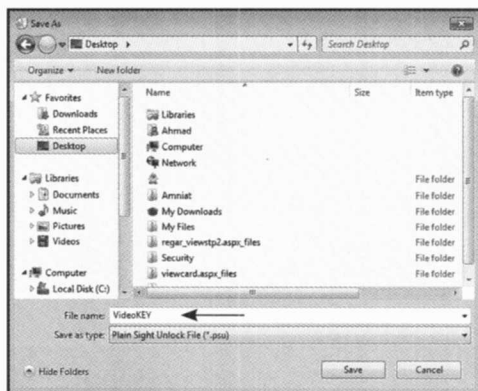 Save As
Desktop
Search Desktop
Organize New folder
Name Size Item type
Favorites
Downloads
Recent Places
Desktop
Libraries
Documents
Music
Pictures
Videos
Computer
Local Disk (C:)
Libraries
Ahmad
Computer
Network
File folder
Amniat File folder
My Downloads File folder
My Files File folder
regar_viewstp2.aspx_files File folder
Security File folder
viewcard.aspx_files File folder
File name: VideoKEY
Save as type: Plain Sight Unlock File (*.psu)
Hide Folders Save Cancel